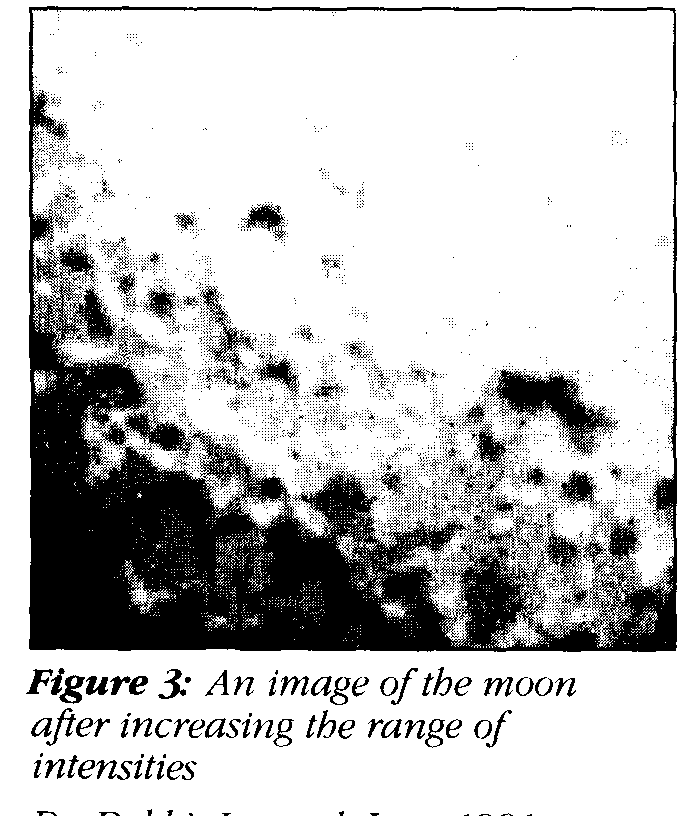 Figure 3: An image of the moon
after increasing the range of
intensities